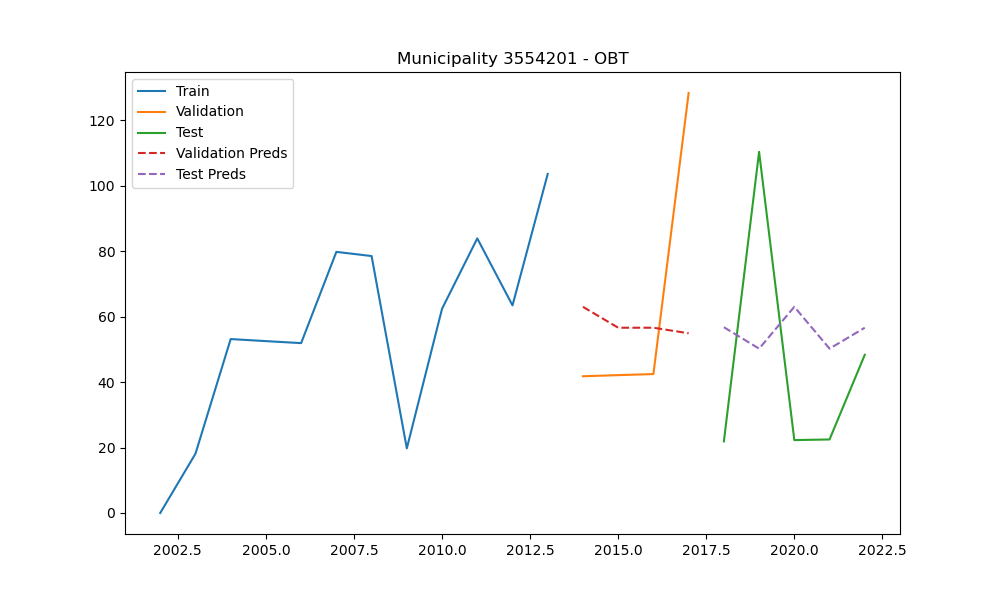 Municipality 3554201 - OBT
Train
Validation
Test
Validation Preds
Test Preds
120
100
80
60
40
20
0
2002.5 2005.0 2007.5 2010.0 2012.5 2015.0 2017.5 2020.0 2022.5